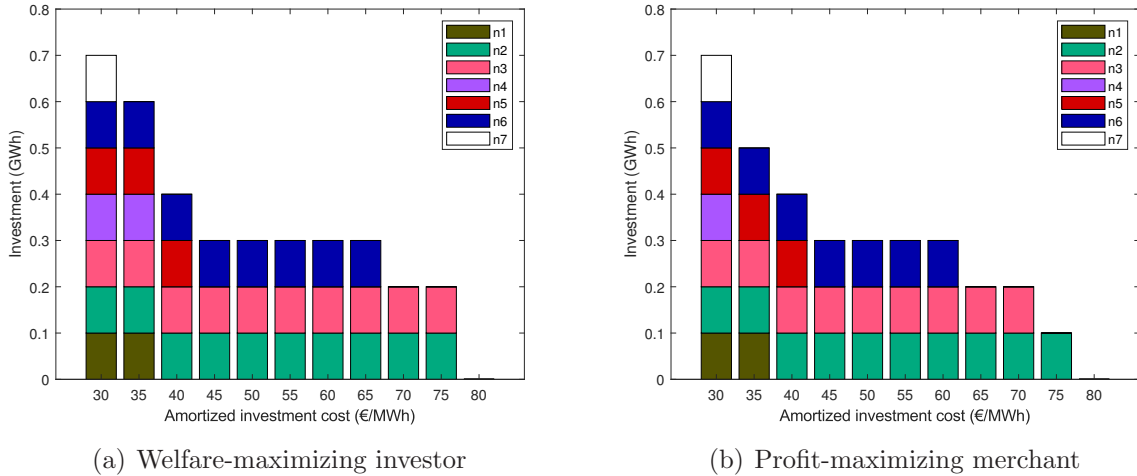 0.8
0.7
0.6
0.5
0.4
0.3
0.2
0.1
0
Investment (GWh)
30 35 40 45 50 55 60 65 70 75 80
Amortized investment cost (€/MWh)
n1
n2
n3
n4
n5
n6
n7
(a) Welfare-maximizing investor
0.8
0.7
0.6
0.5
0.4
0.3
0.2
0.1
0
Investment (GWh)
30 35 40 45 50 55 60 65 70 75 80
Amortized investment cost (€/MWh)
n1
n2
n3
n4
n5
n6
n7
(b) Profit-maximizing merchant